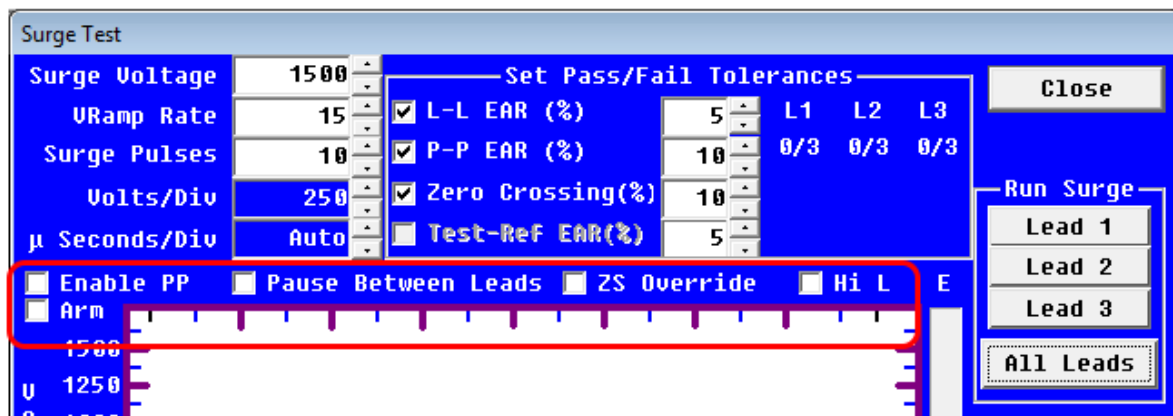 Surge Test
Surge Voltage 1500
VRamp Rate 15
Surge Pulses 10
Volts/Div 250
µ Seconds/Div Auto
Set Pass/Fail Tolerances
L-L EAR (%) 5
P-P EAR (%) 10
Zero Crossing(%) 10
Test-Ref EAR(%) 5
L1 L2 L3
0/3 0/3 0/3
Close
Run Surge
Lead 1
Lead 2
Lead 3
All Leads
Enable PP Pause Between Leads ZS Override Hi L E
Arm
1500
V 1250